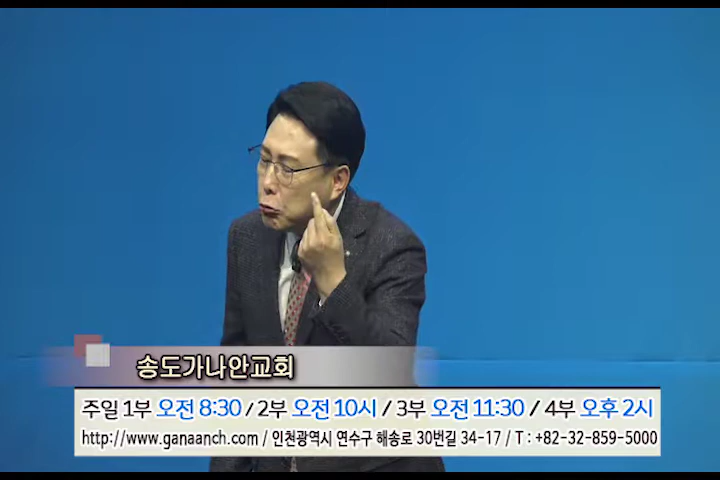 송도가나안교회
주일 1부 오전 8:30 / 2부 오전 10시 / 3부 오전 11:30 / 4부 오후 2시
http://www.ganaanch.com / 인천광역시 연수구 해송로 30번길 34-17 / T : +82-32-859-5000